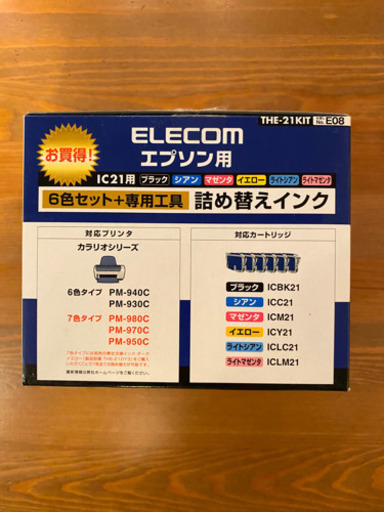 THE-21KIT E08
お買得!
ELECOM
エプソン用
IC21用 ブラック シアン マゼンタ イエロー ライトシアン ライトマゼンタ
6色セット+専用工具 詰め替えインク
対応プリンタ
カラリオシリーズ
6色タイプ PM-940C
PM-930C
7色タイプ PM-980C
PM-970C
PM-950C
対応カートリッジ
ブラック ICBK21
シアン ICC21
マゼンタ ICM21
イエロー ICY21
ライトシアン ICLC21
ライトマゼンタ ICLM21